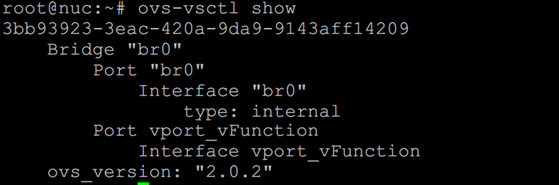 root@nuc:~# ovs-vsctl show
3bb93923-3eac-420a-9da9-9143aff14209
    Bridge "br0"
        Port "br0"
            Interface "br0"
                type: internal
        Port vport_vFunction
            Interface vport_vFunction
    ovs_version: "2.0.2"